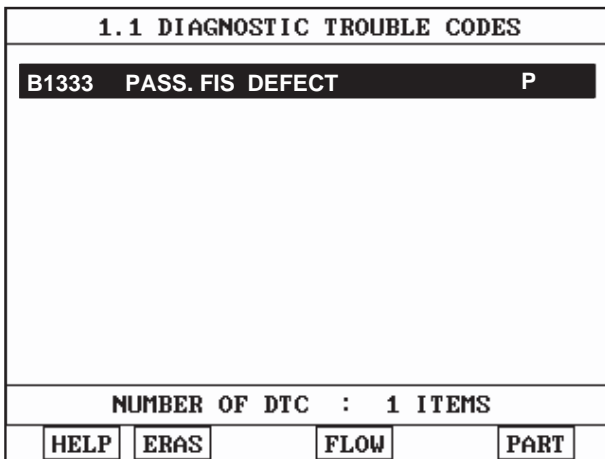 1.1 DIAGNOSTIC TROUBLE CODES
B1333 PASS. FIS DEFECT P
NUMBER OF DTC : 1 ITEMS
HELP ERAS FLOW PART